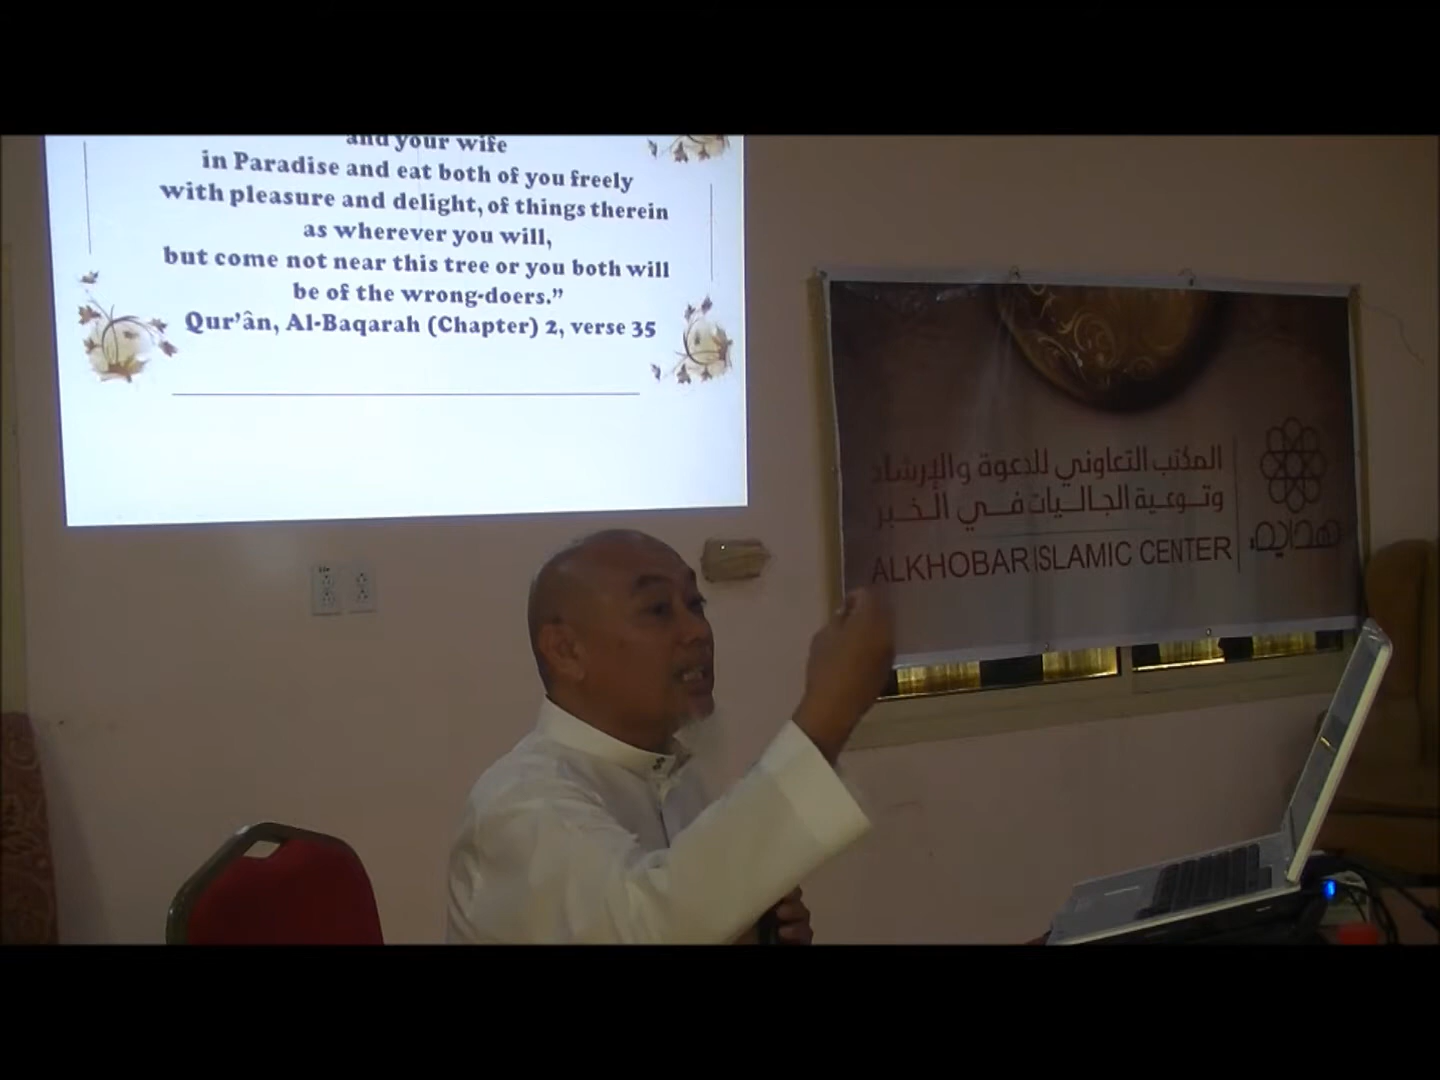 and your wife
in Paradise and eat both of you freely
with pleasure and delight, of things therein
as wherever you will,
but come not near this tree or you both will
be of the wrong-doers.”
Qur’ân, Al-Baqarah (Chapter) 2, verse 35
المكتب التعاوني للدعوة والإرشاد
وتوعية الجاليات في الخبر
ALKHOBAR ISLAMIC CENTER
هداية